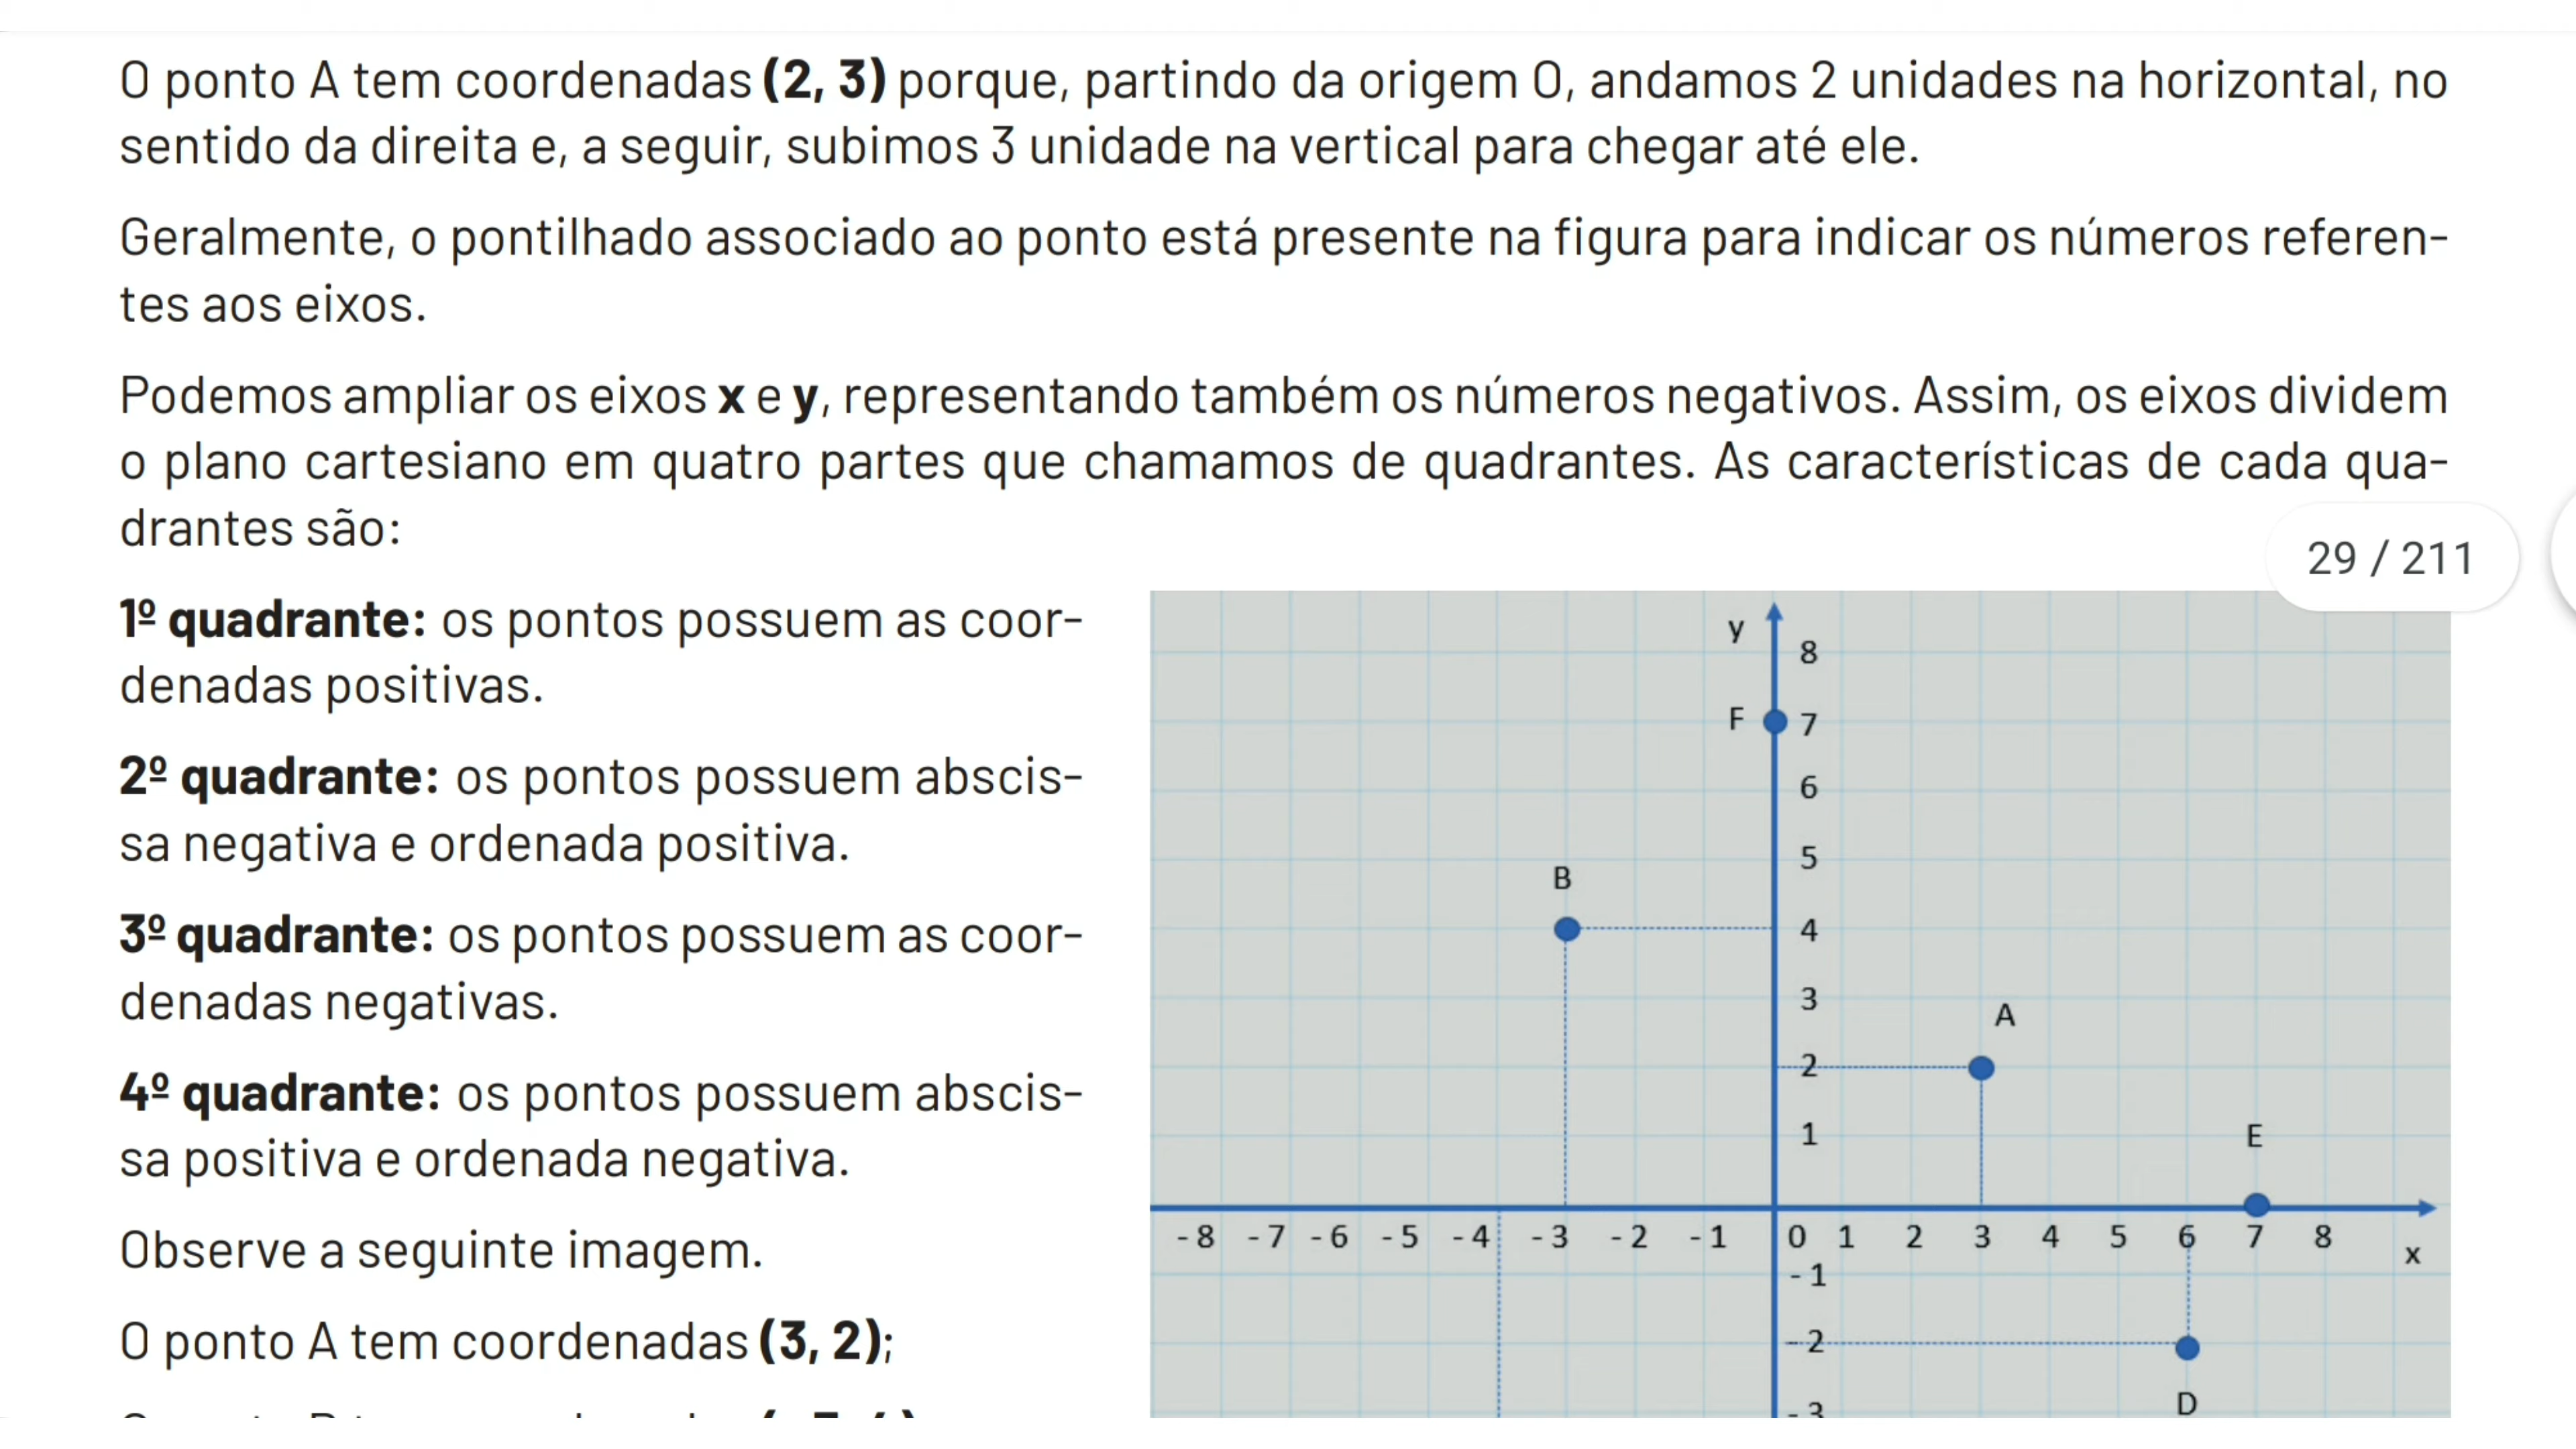 O ponto A tem coordenadas (2, 3) porque, partindo da origem O, andamos 2 unidades na horizontal, no
sentido da direita e, a seguir, subimos 3 unidade na vertical para chegar até ele.
Geralmente, o pontilhado associado ao ponto está presente na figura para indicar os números referen-
tes aos eixos.
Podemos ampliar os eixos x e y, representando também os números negativos. Assim, os eixos dividem
o plano cartesiano em quatro partes que chamamos de quadrantes. As características de cada qua-
drantes são:
29 / 211
1º quadrante: os pontos possuem as coor-
denadas positivas.
2º quadrante: os pontos possuem abscis-
sa negativa e ordenada positiva.
3º quadrante: os pontos possuem as coor-
denadas negativas.
4º quadrante: os pontos possuem abscis-
sa positiva e ordenada negativa.
Observe a seguinte imagem.
O ponto A tem coordenadas (3, 2);
y
8
F 7
6
5
B
4
3
A
2
1
E
- 8 - 7 - 6 - 5 - 4 - 3 - 2 - 1 0 1 2 3 4 5 6 7 8
x
- 1
- 2
D
- 3